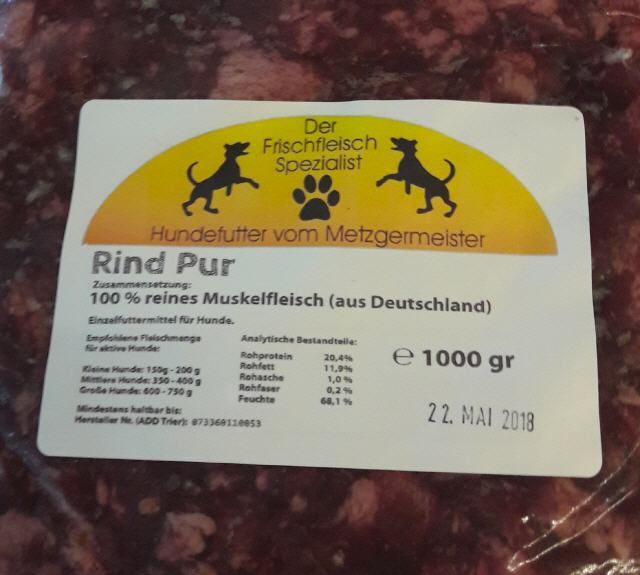 Der
Frischfleisch
Spezialist
Hundefutter vom Metzgermeister
Rind Pur
Zusammensetzung:
100 % reines Muskelfleisch (aus Deutschland)
Einzelfuttermittel für Hunde.
Empfohlene Fleischmenge
für aktive Hunde:
Kleine Hunde: 150g - 200 g
Mittlere Hunde: 350 - 400 g
Große Hunde: 600 - 750 g
Analytische Bestandteile:
Rohprotein 20,4%
Rohfett 11,9%
Rohasche 1,0 %
Rohfaser 0,2 %
Feuchte 68,1 %
℮ 1000 gr
Mindestens haltbar bis:
22. MAI 2018
Hersteller Nr. (ADD Trier): 073360110053